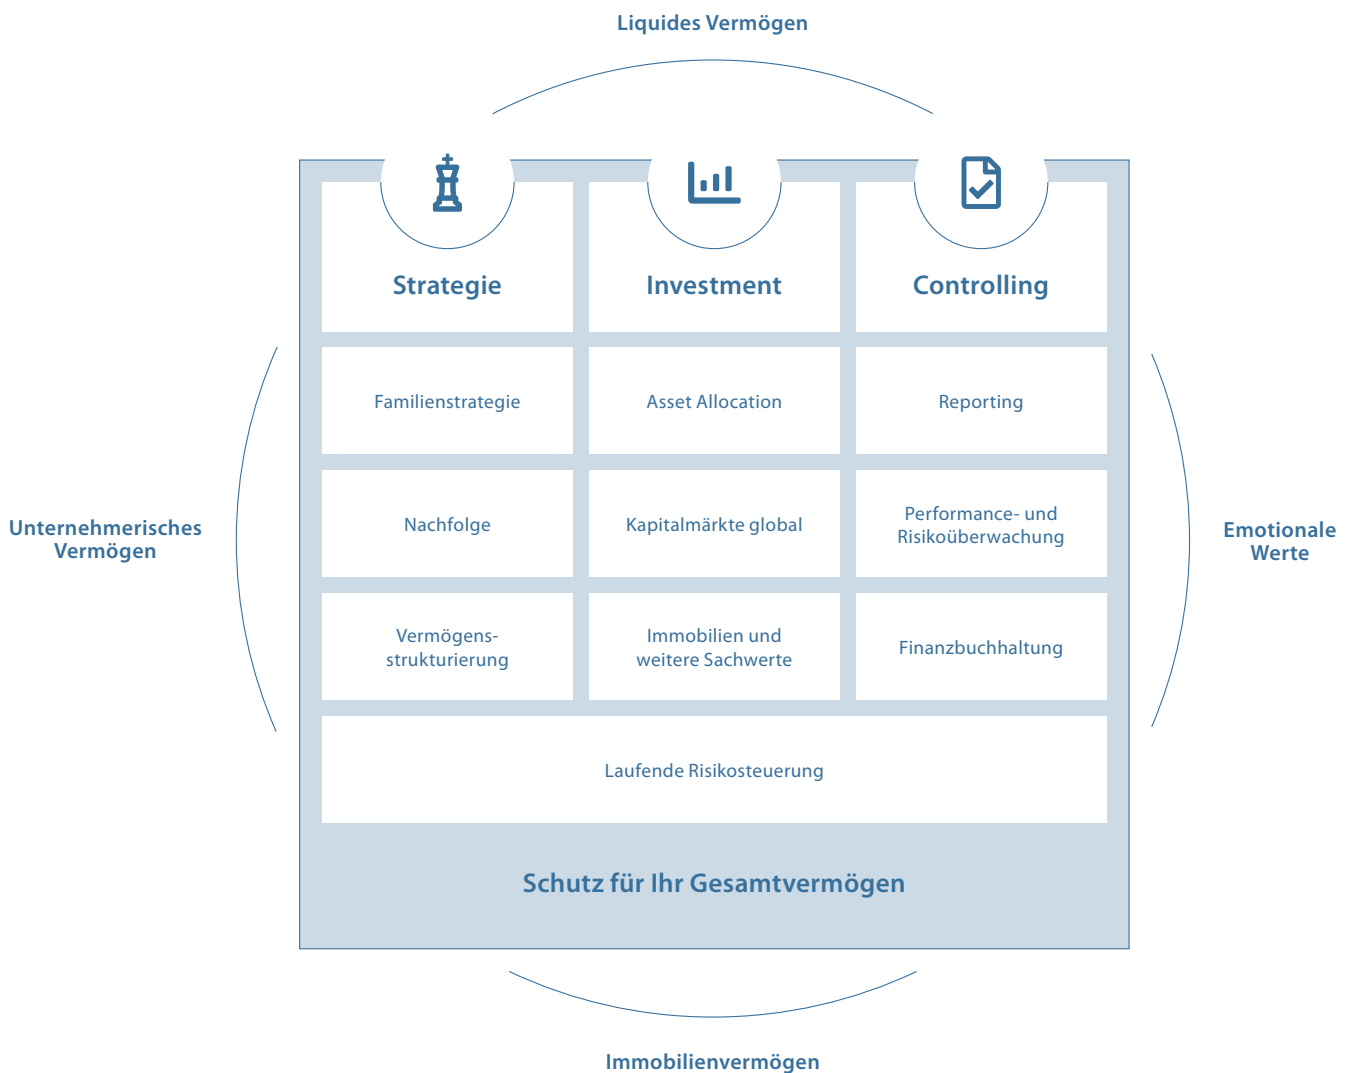 Liquides Vermögen
Strategie
Investment
Controlling
Familienstrategie
Asset Allocation
Reporting
Unternehmerisches
Vermögen
Nachfolge
Kapitalmärkte global
Performance- und
Risikoüberwachung
Emotionale
Werte
Vermögens-
strukturierung
Immobilien und
weitere Sachwerte
Finanzbuchhaltung
Laufende Risikosteuerung
Schutz für Ihr Gesamtvermögen
Immobilienvermögen